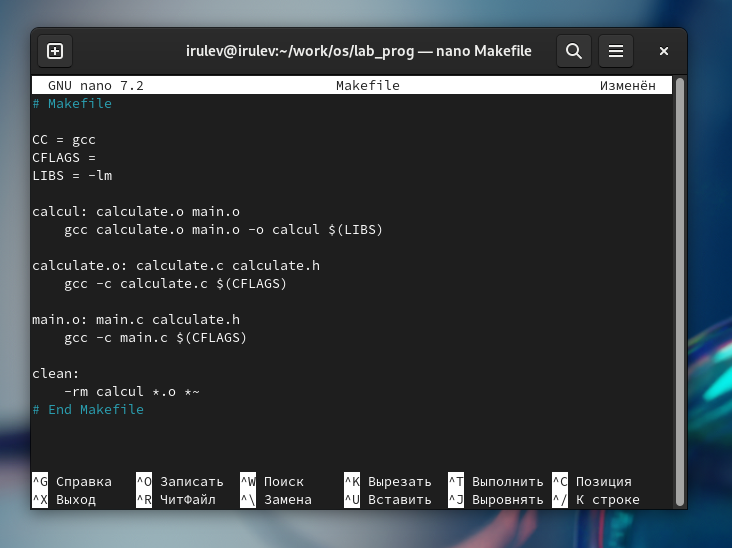 irulev@irulev:~/work/os/lab_prog — nano Makefile
GNU nano 7.2 Makefile Изменён
# Makefile
CC = gcc
CFLAGS =
LIBS = -lm
calcul: calculate.o main.o
gcc calculate.o main.o -o calcul $(LIBS)
calculate.o: calculate.c calculate.h
gcc -c calculate.c $(CFLAGS)
main.o: main.c calculate.h
gcc -c main.c $(CFLAGS)
clean:
-rm calcul *.o *~
# End Makefile
^G Справка ^O Записать ^W Поиск ^K Вырезать ^T Выполнить ^C Позиция
^X Выход ^R ЧитФайл ^\ Замена ^U Вставить ^J Выровнять ^/ К строке